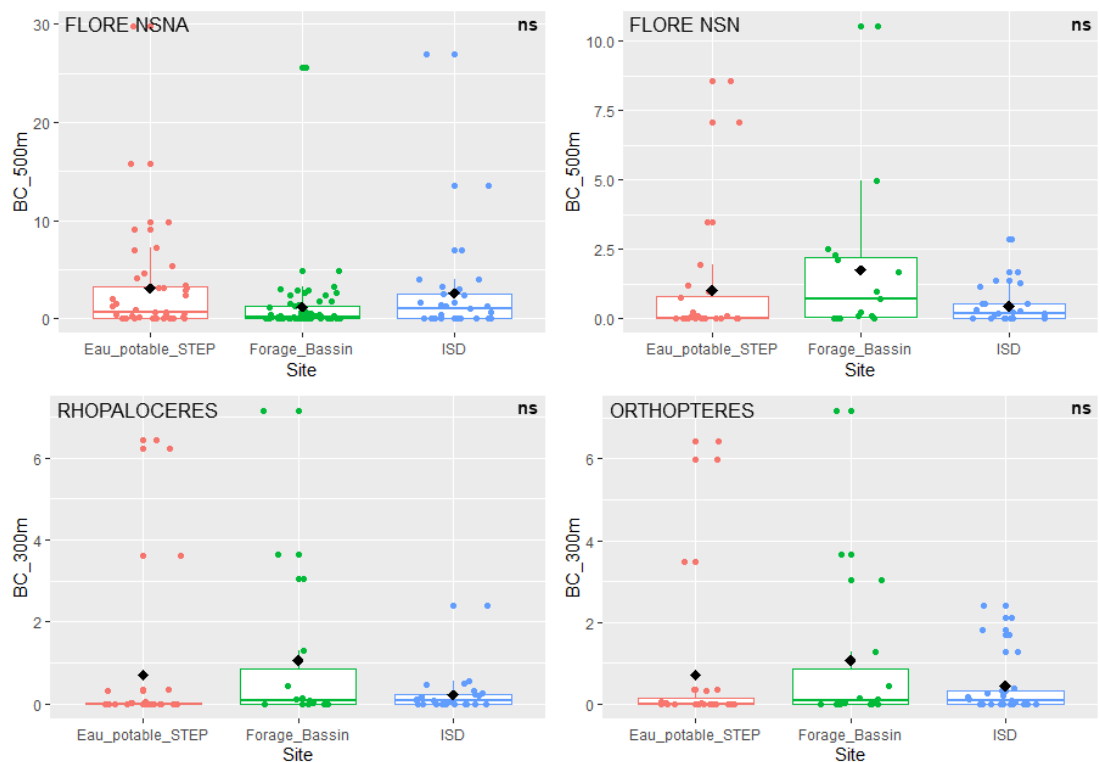 FLORE NSNA
ns
BC_500m
30
20
10
0
Eau_potable_STEP
Forage_Bassin
ISD
Site
FLORE NSN
ns
BC_500m
10.0
7.5
5.0
2.5
0.0
Eau_potable_STEP
Forage_Bassin
ISD
Site
RHOPALOCERES
ns
BC_300m
6
4
2
0
Eau_potable_STEP
Forage_Bassin
ISD
Site
ORTHOPTERES
ns
BC_300m
6
4
2
0
Eau_potable_STEP
Forage_Bassin
ISD
Site